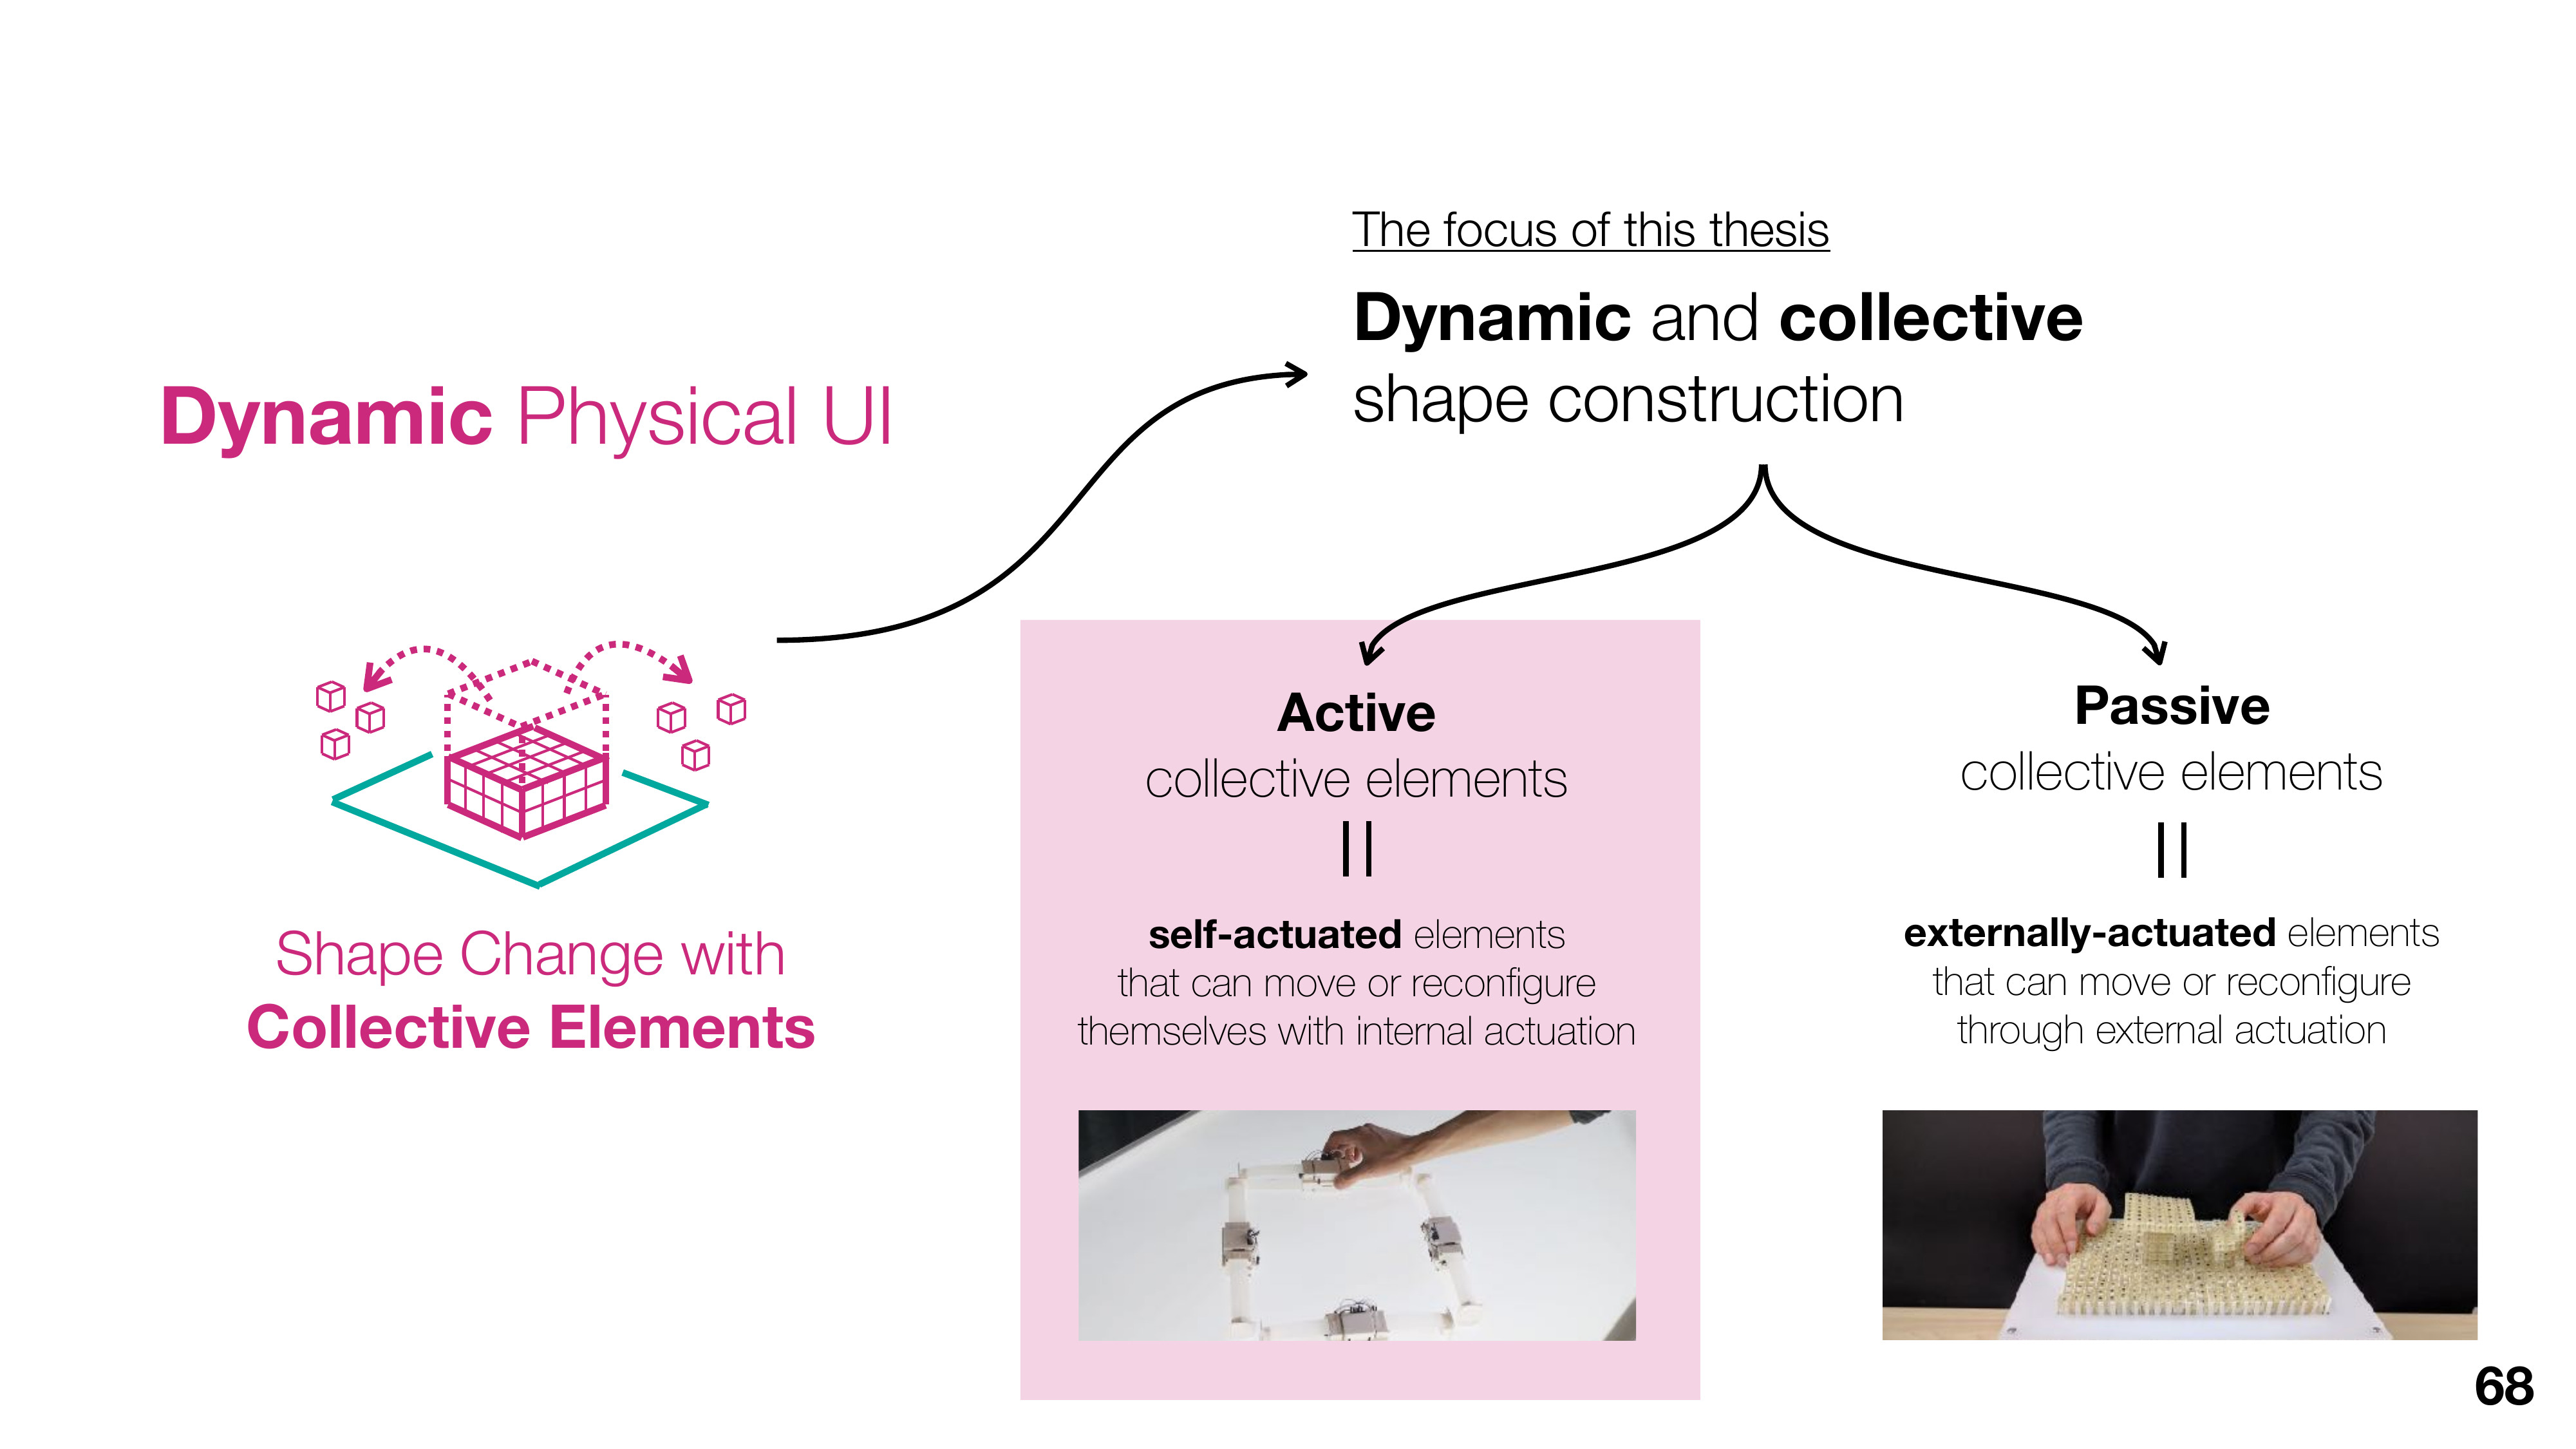 Dynamic Physical UI
Shape Change with
Collective Elements
The focus of this thesis
Dynamic and collective
shape construction
Active
collective elements
self-actuated elements
that can move or reconfigure
themselves with internal actuation
Passive
collective elements
externally-actuated elements
that can move or reconfigure
through external actuation
68